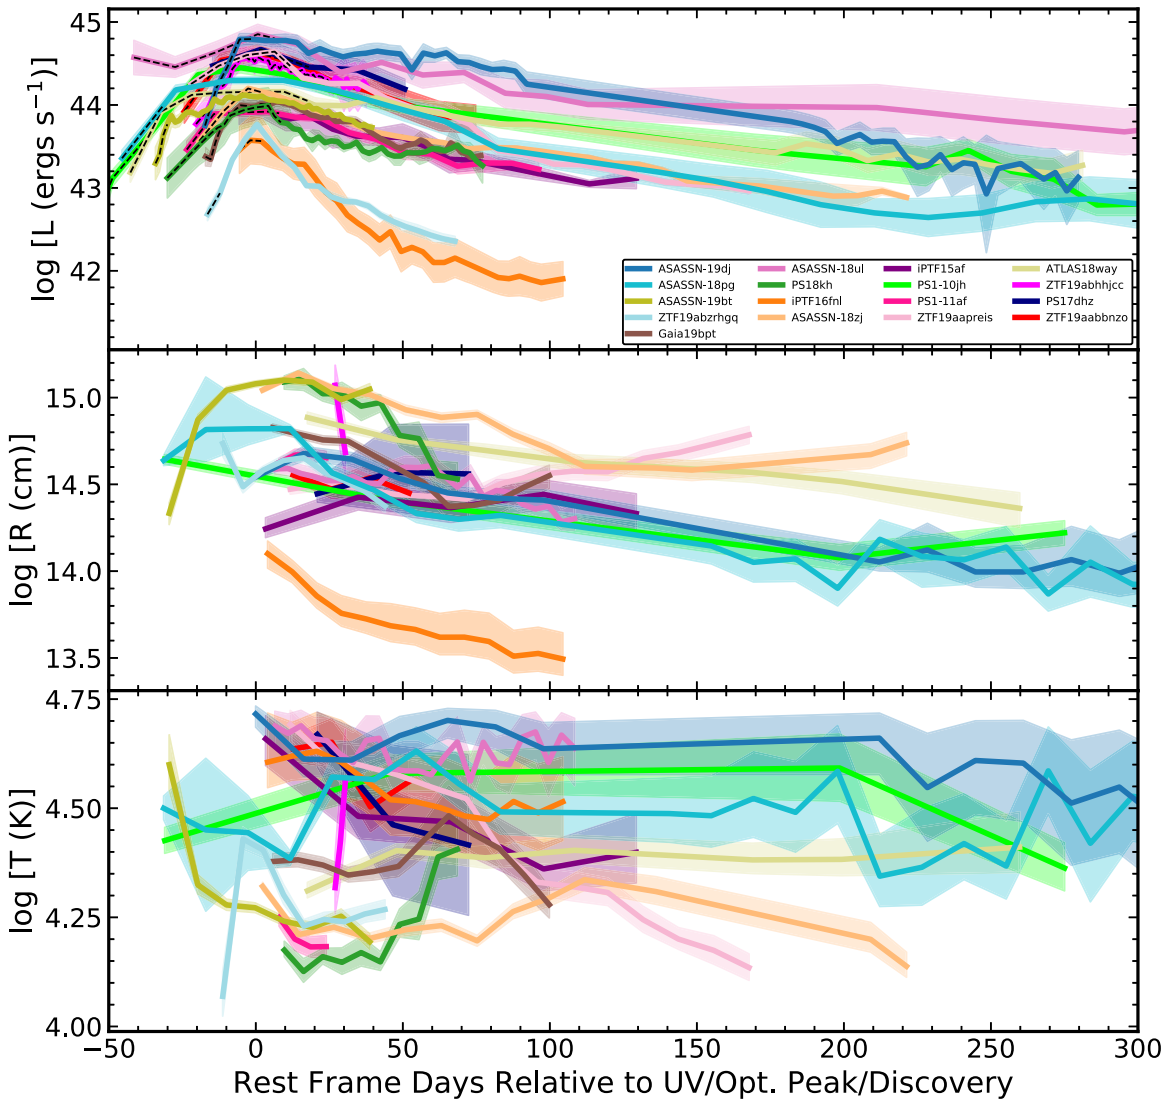 45
44
43
42
log [L (ergs s⁻¹)]
ASASSN-19dj
ASASSN-18pg
ASASSN-19bt
ZTF19abzrhgq
Gaia19bpt
ASASSN-18ul
PS18kh
iPTF16fnl
ASASSN-18zj
iPTF15af
PS1-10jh
PS1-11af
ZTF19aapreis
ATLAS18way
ZTF19abhhjcc
PS17dhz
ZTF19aabbnzo
15.0
14.5
14.0
13.5
log [R (cm)]
4.75
4.50
4.25
4.00
log [T (K)]
−50 0 50 100 150 200 250 300
Rest Frame Days Relative to UV/Opt. Peak/Discovery